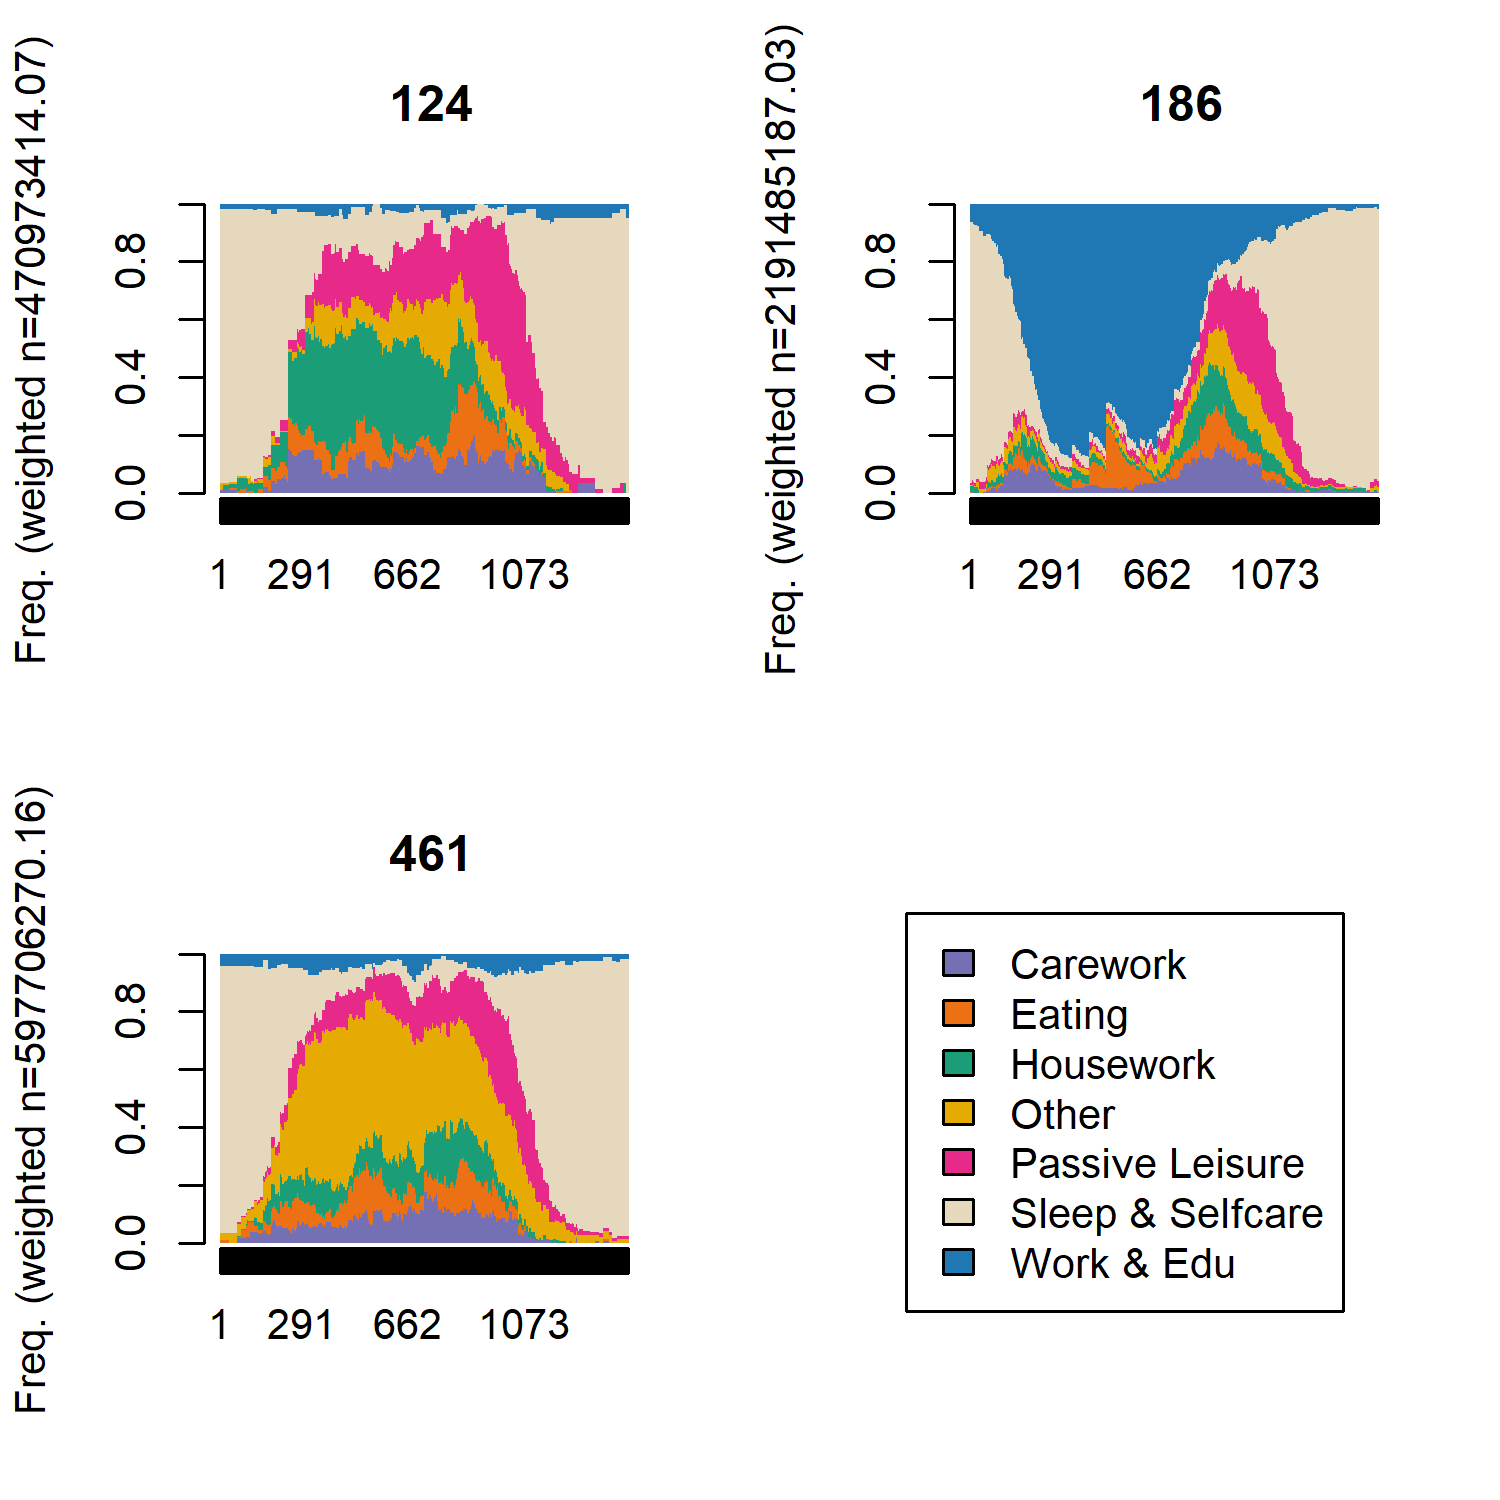 124
Freq. (weighted n=470973414.07)
0.0 0.4 0.8
1 291 662 1073
186
Freq. (weighted n=2191485187.03)
0.0 0.4 0.8
1 291 662 1073
461
Freq. (weighted n=597706270.16)
0.0 0.4 0.8
1 291 662 1073
Carework
Eating
Housework
Other
Passive Leisure
Sleep & Selfcare
Work & Edu